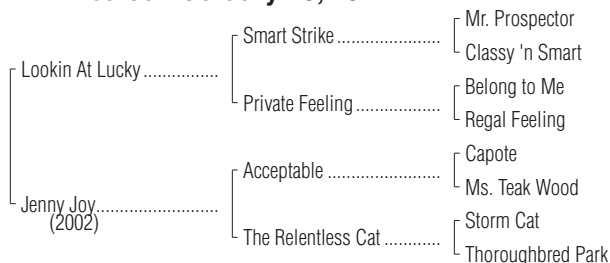 Smart Strike
Mr. Prospector
Classy 'n Smart
Lookin At Lucky
Private Feeling
Belong to Me
Regal Feeling
Acceptable
Capote
Ms. Teak Wood
Jenny Joy
(2002)
The Relentless Cat
Storm Cat
Thoroughbred Park